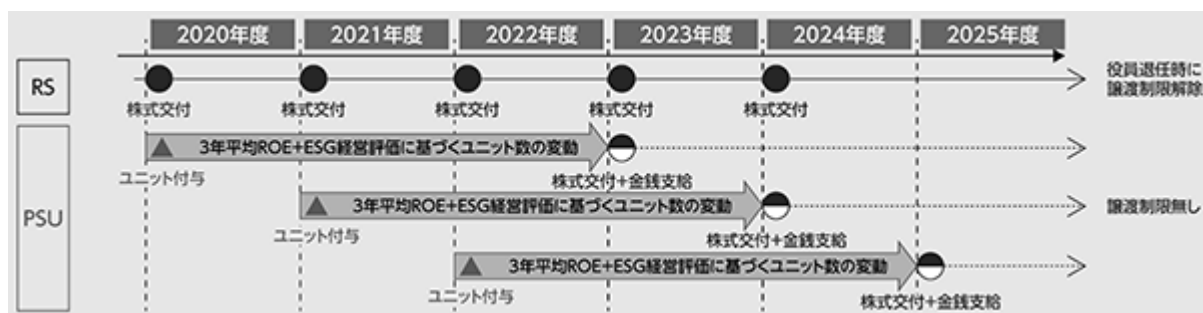 2020年度 2021年度 2022年度 2023年度 2024年度 2025年度
RS
株式交付 株式交付 株式交付 株式交付 株式交付
役員退任時に
譲渡制限解除
PSU
3年平均ROE+ESG経営評価に基づくユニット数の変動
ユニット付与 株式交付+金銭支給
3年平均ROE+ESG経営評価に基づくユニット数の変動
譲渡制限無し
ユニット付与 株式交付+金銭支給
3年平均ROE+ESG経営評価に基づくユニット数の変動
ユニット付与 株式交付+金銭支給